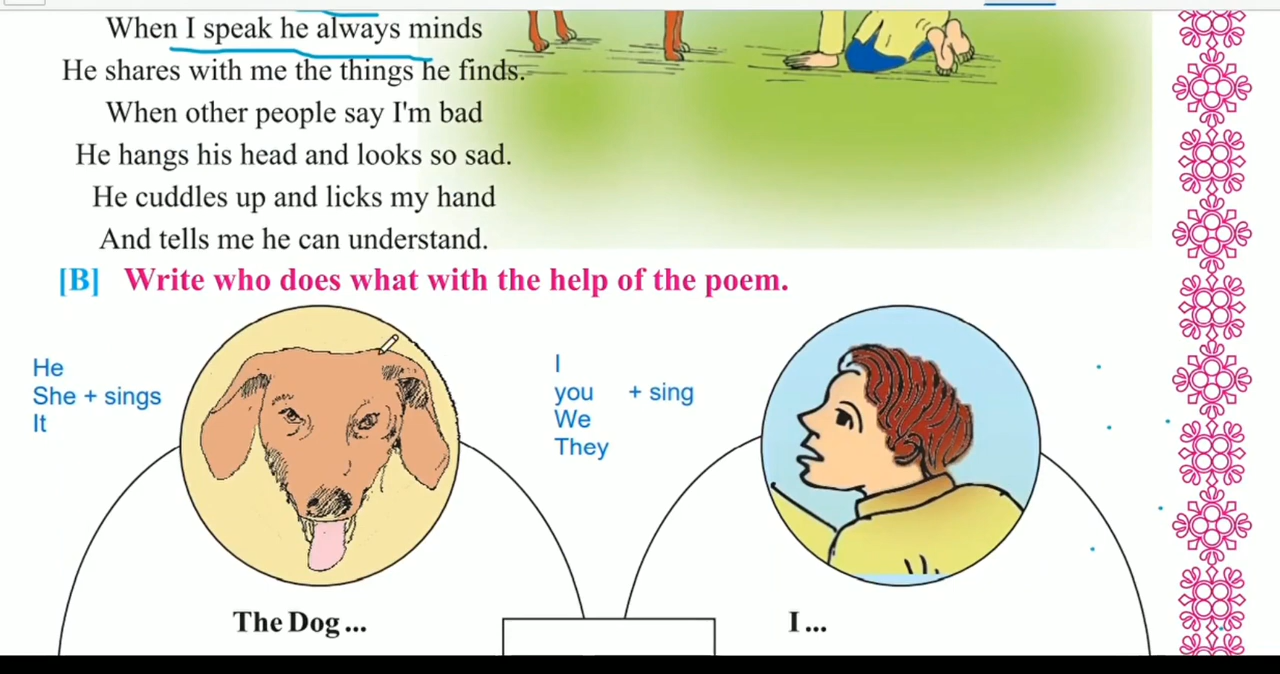 When I speak he always minds
He shares with me the things he finds.
When other people say I'm bad
He hangs his head and looks so sad.
He cuddles up and licks my hand
And tells me he can understand.
[B] Write who does what with the help of the poem.
He
She + sings
It
I
you + sing
We
They
The Dog ...
I ...